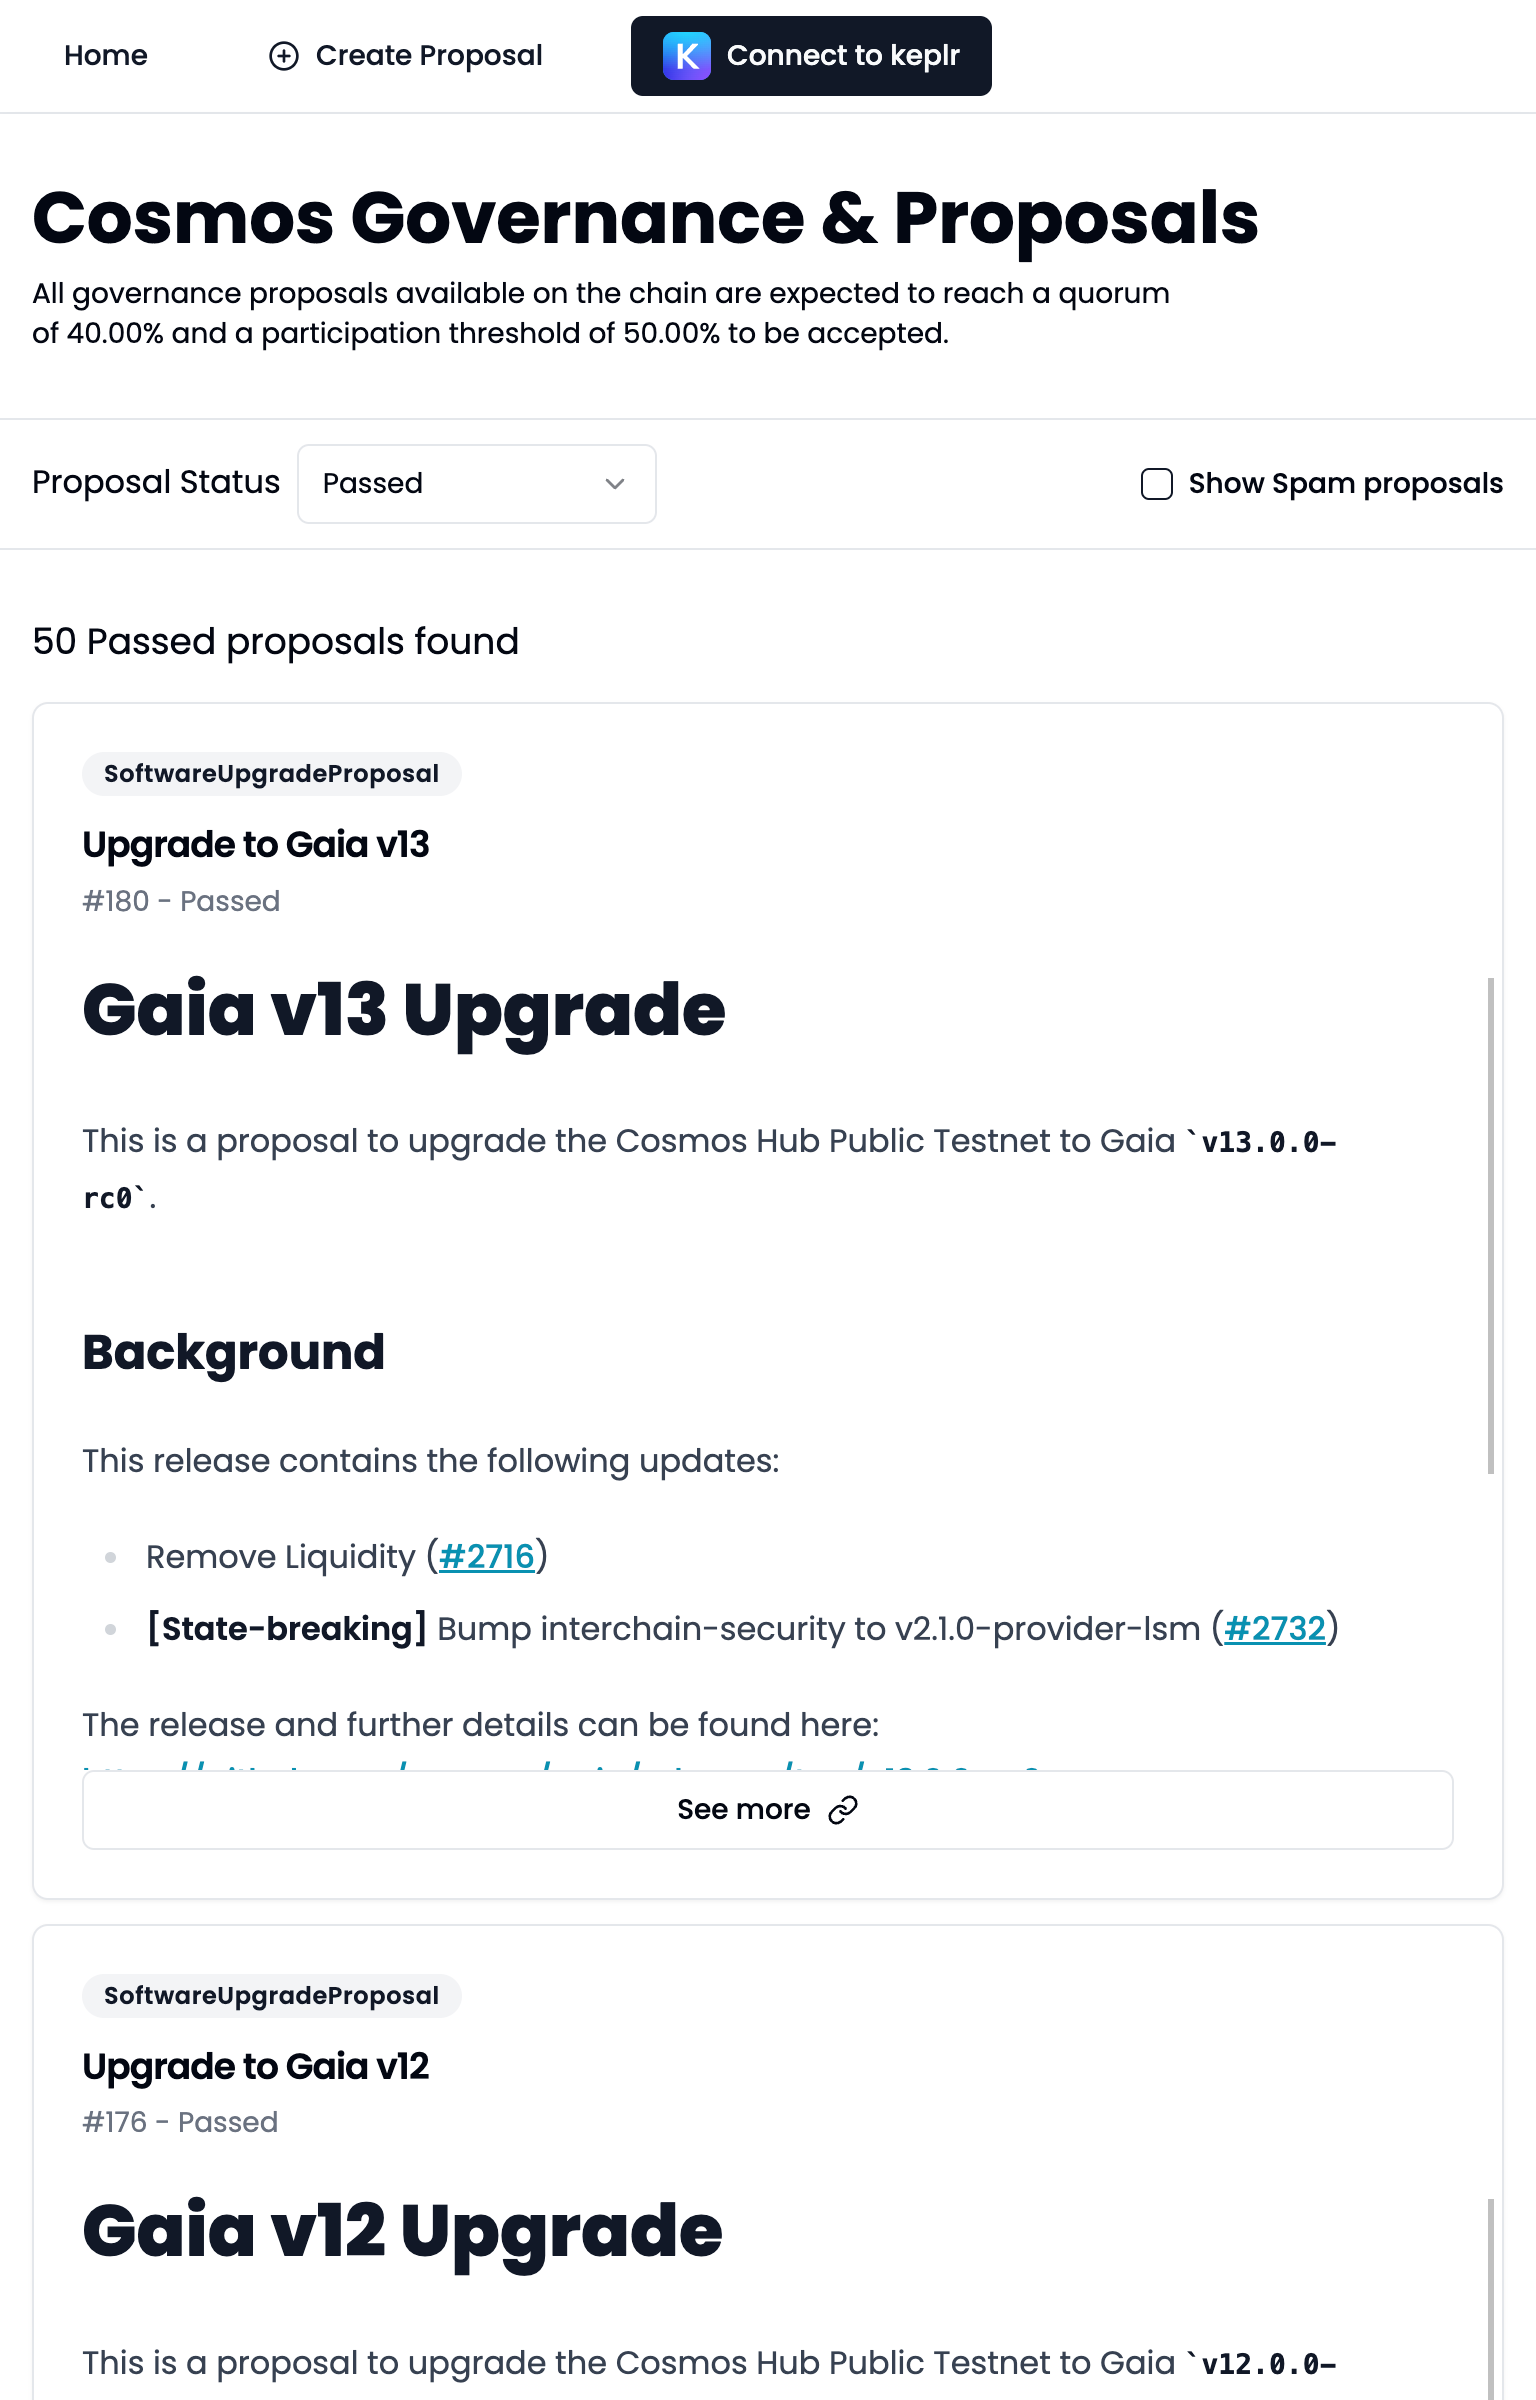 Home
Create Proposal
K Connect to keplr
Cosmos Governance & Proposals
All governance proposals available on the chain are expected to reach a quorum
of 40.00% and a participation threshold of 50.00% to be accepted.
Proposal Status
Passed
Show Spam proposals
50 Passed proposals found
SoftwareUpgradeProposal
Upgrade to Gaia v13
#180 - Passed
Gaia v13 Upgrade
This is a proposal to upgrade the Cosmos Hub Public Testnet to Gaia `v13.0.0-
rc0`.
Background
This release contains the following updates:
Remove Liquidity (#2716)
[State-breaking] Bump interchain-security to v2.1.0-provider-lsm (#2732)
The release and further details can be found here:
See more
SoftwareUpgradeProposal
Upgrade to Gaia v12
#176 - Passed
Gaia v12 Upgrade
This is a proposal to upgrade the Cosmos Hub Public Testnet to Gaia `v12.0.0-